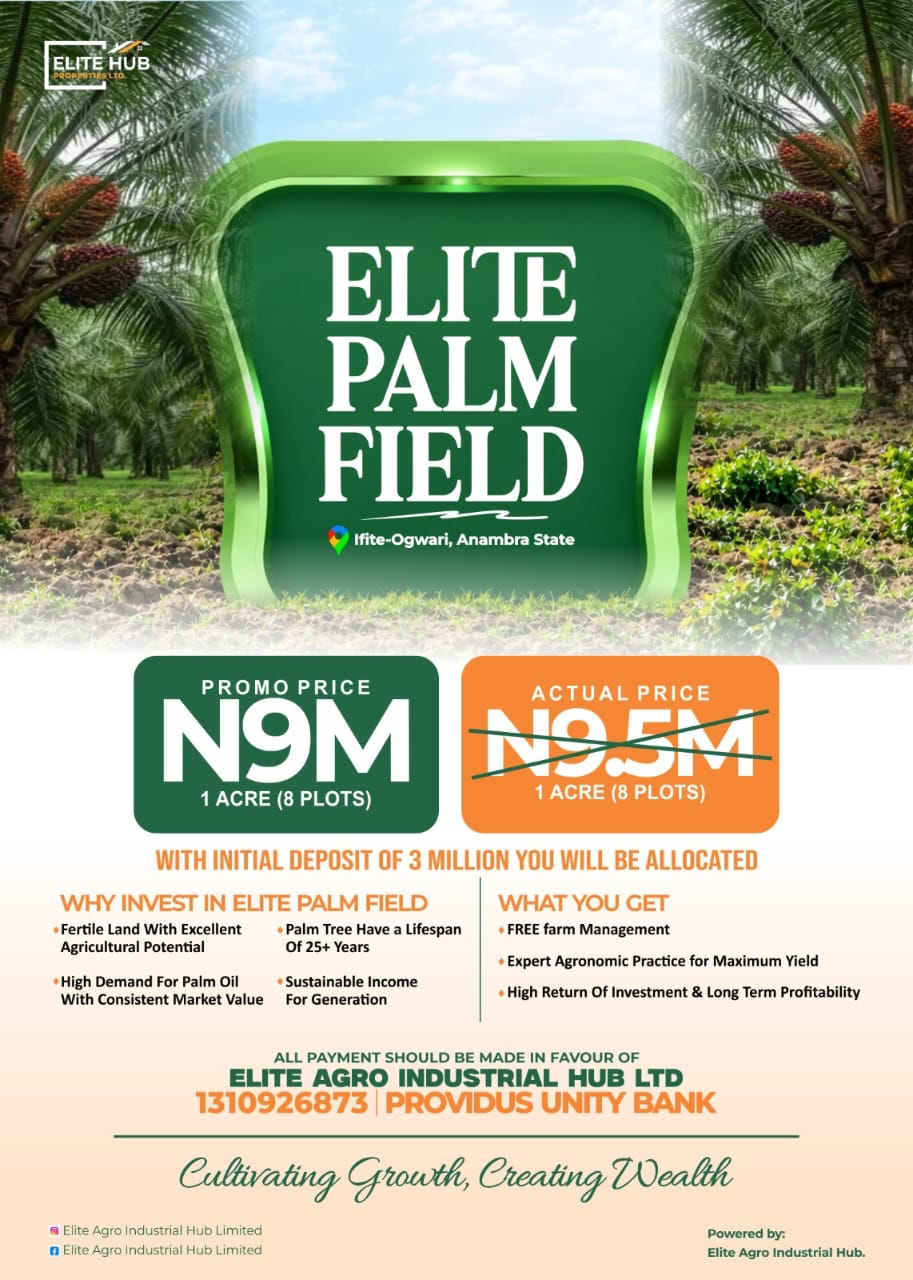 ELITE HUB
PROPERTIES LTD.
ELITE
PALM
FIELD
Ifite-Ogwari, Anambra State
PROMO PRICE
N9M
1 ACRE (8 PLOTS)
ACTUAL PRICE
N9.5M
1 ACRE (8 PLOTS)
WITH INITIAL DEPOSIT OF 3 MILLION YOU WILL BE ALLOCATED
WHY INVEST IN ELITE PALM FIELD
Fertile Land With Excellent
Agricultural Potential
High Demand For Palm Oil
With Consistent Market Value
Palm Tree Have a Lifespan
Of 25+ Years
Sustainable Income
For Generation
WHAT YOU GET
FREE farm Management
Expert Agronomic Practice for Maximum Yield
High Return Of Investment & Long Term Profitability
ALL PAYMENT SHOULD BE MADE IN FAVOUR OF
ELITE AGRO INDUSTRIAL HUB LTD
1310926873 | PROVIDUS UNITY BANK
Cultivating Growth, Creating Wealth
Elite Agro Industrial Hub Limited
Elite Agro Industrial Hub Limited
Powered by:
Elite Agro Industrial Hub.